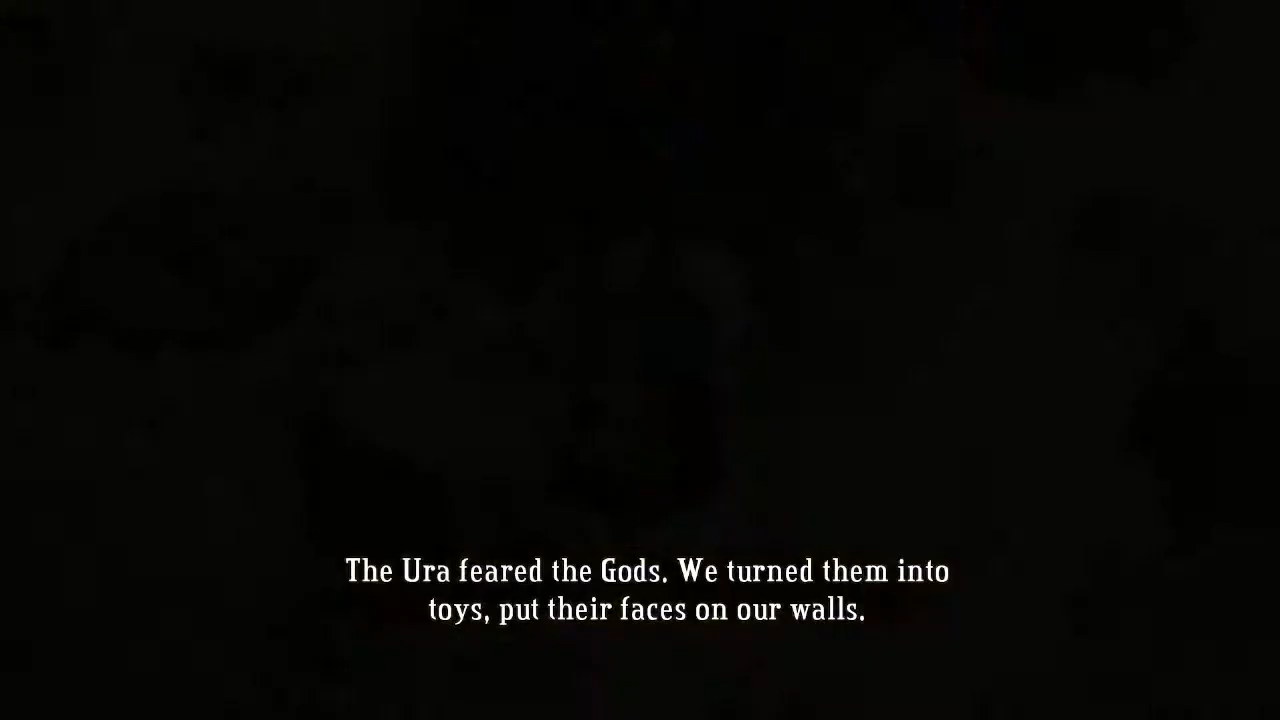 The Ura feared the Gods. We turned them into
toys, put their faces on our walls.